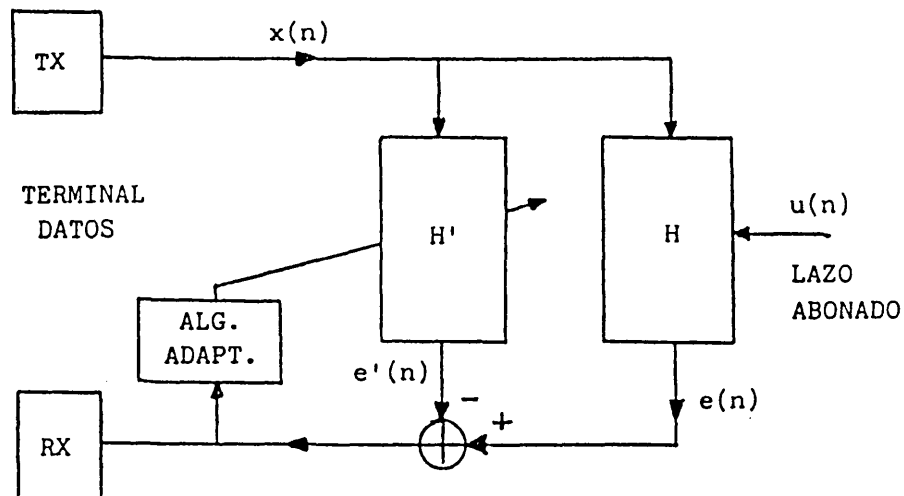 x(n)
TX
TERMINAL
DATOS
H'
H
u(n)
LAZO
ABONADO
ALG.
ADAPT.
e'(n)
-
+
e(n)
RX